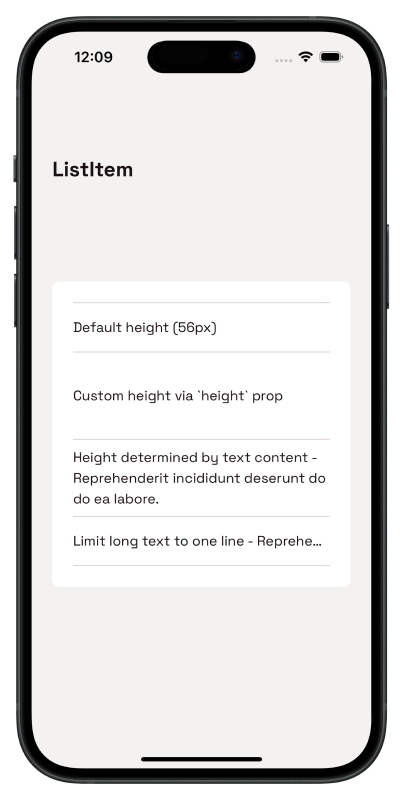 12:09
ListItem
Default height (56px)
Custom height via `height` prop
Height determined by text content -
Reprehenderit incididunt deserunt do
do ea labore.
Limit long text to one line - Reprehe...